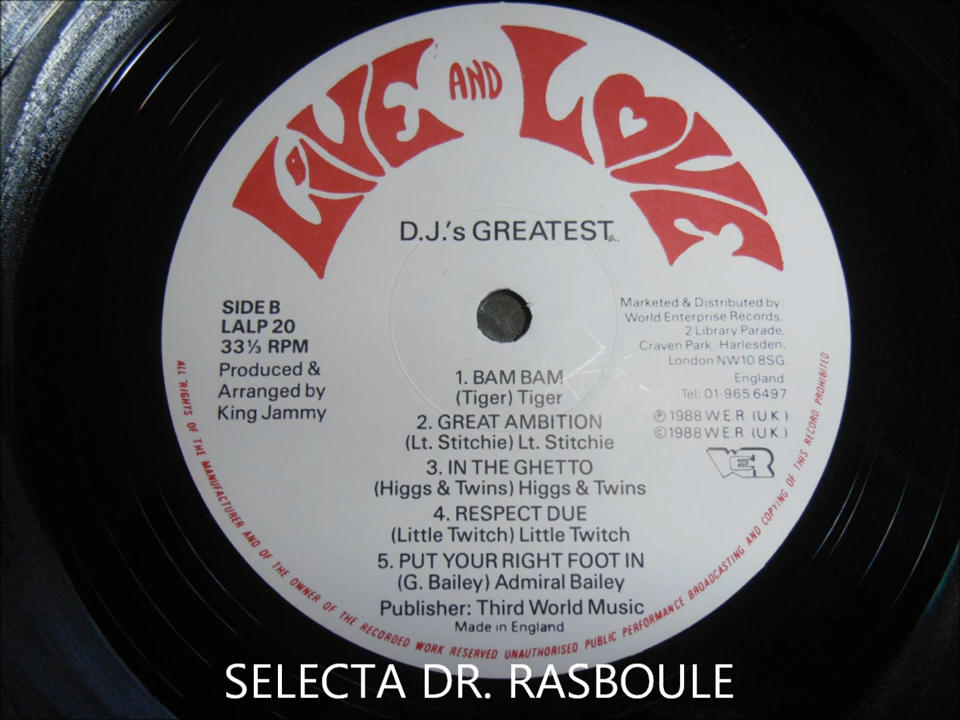 LIVE AND LOVE
D.J.'s GREATEST
SIDE B
LALP 20
33⅓ RPM
Produced &
Arranged by
King Jammy
Marketed & Distributed by:
World Enterprise Records,
2 Library Parade,
Craven Park, Harlesden,
London NW10 8SG.
England.
Tel: 01-965 6497
℗ 1988 W.E.R. (U.K.)
© 1988 W.E.R. (U.K.)
WER
1. BAM BAM
(Tiger) Tiger
2. GREAT AMBITION
(Lt. Stitchie) Lt. Stitchie
3. IN THE GHETTO
(Higgs & Twins) Higgs & Twins
4. RESPECT DUE
(Little Twitch) Little Twitch
5. PUT YOUR RIGHT FOOT IN
(G. Bailey) Admiral Bailey
Publisher: Third World Music
Made in England
ALL RIGHTS OF THE MANUFACTURER AND OF THE OWNER OF THE RECORDED WORK RESERVED UNAUTHORISED PUBLIC PERFORMANCE BROADCASTING AND COPYING OF THIS RECORD PROHIBITED
SELECTA DR. RASBOULE